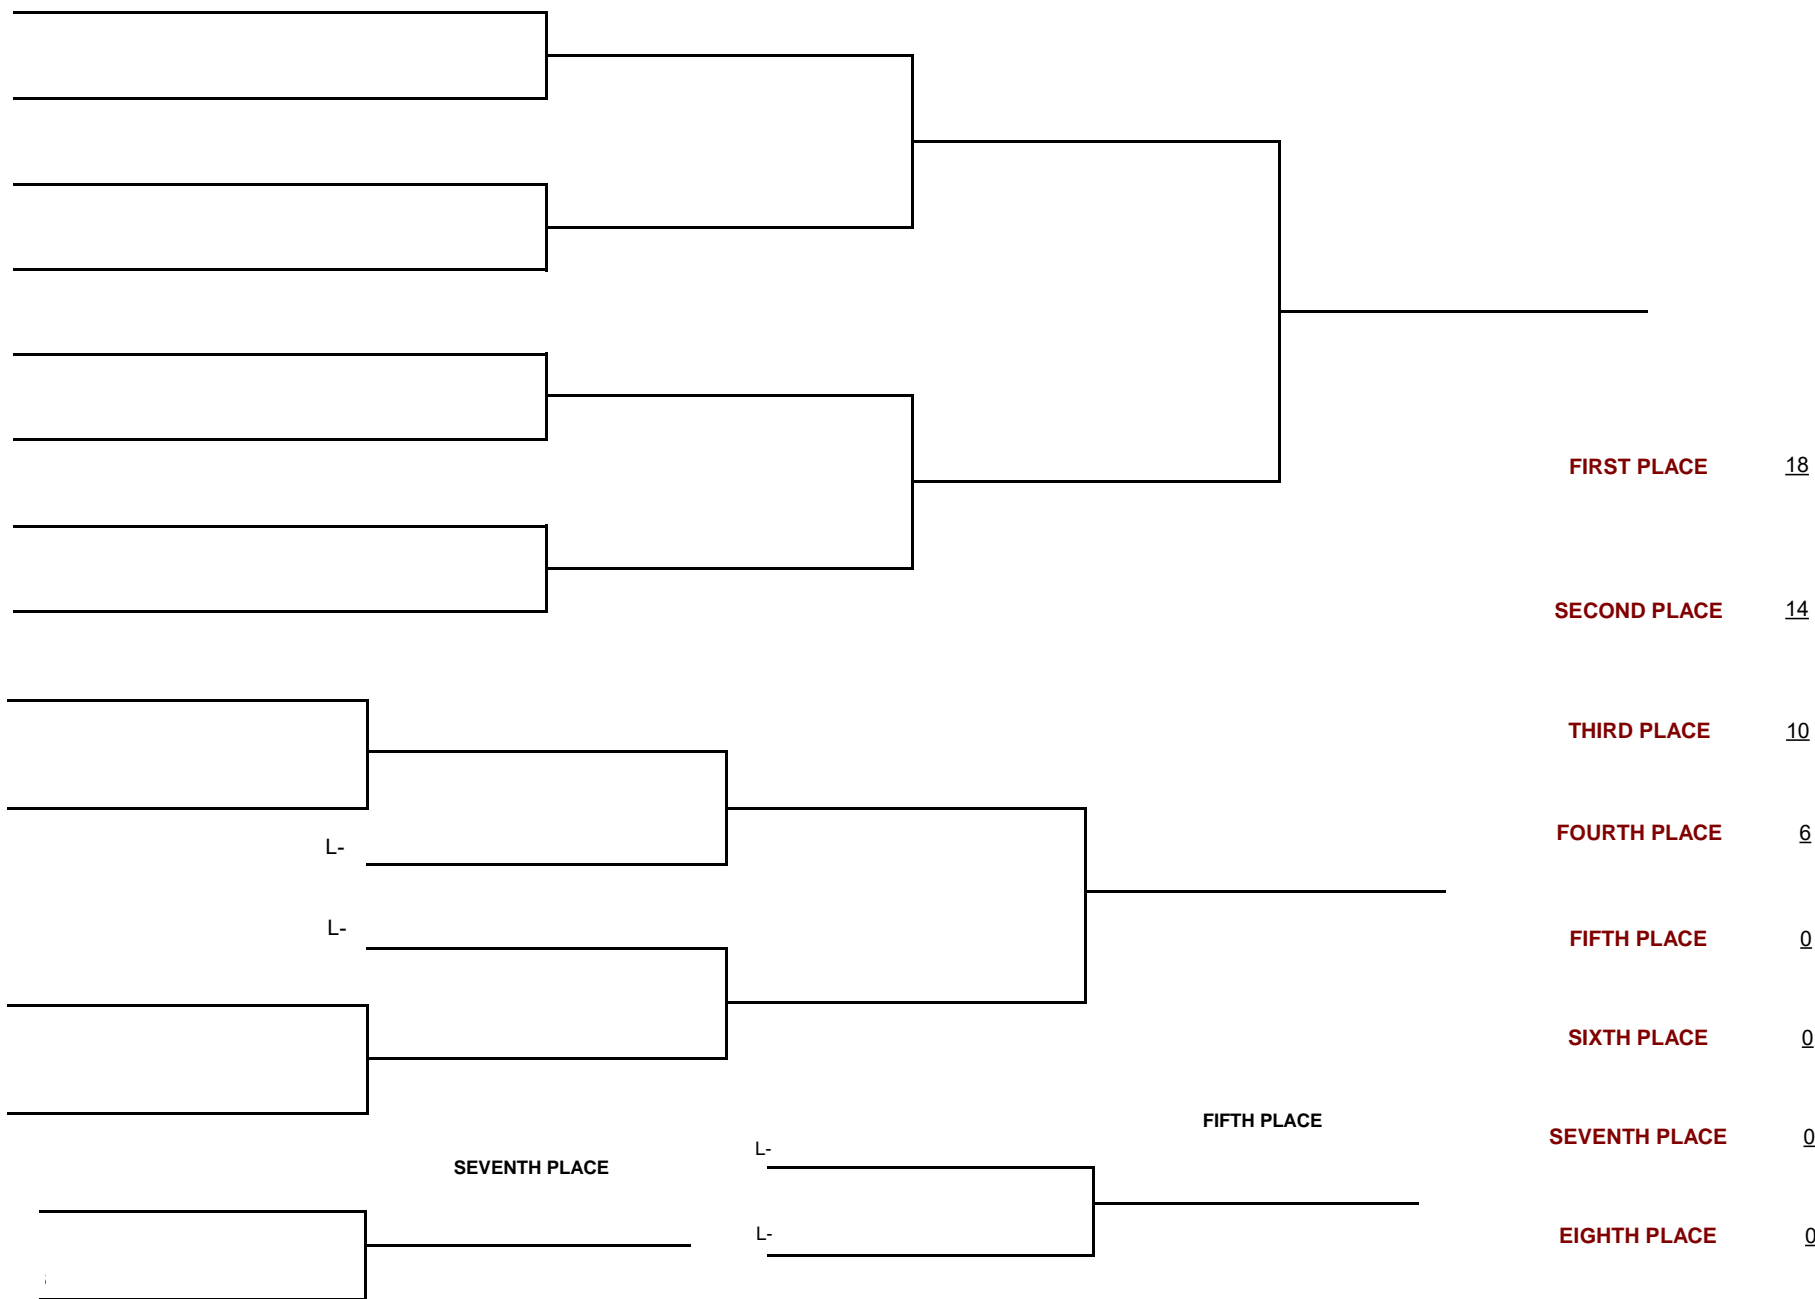 FIRST PLACE 18
SECOND PLACE 14
THIRD PLACE 10
FOURTH PLACE 6
L-
L-
FIFTH PLACE 0
SIXTH PLACE 0
FIFTH PLACE
SEVENTH PLACE 0
L-
SEVENTH PLACE
L-
EIGHTH PLACE 0